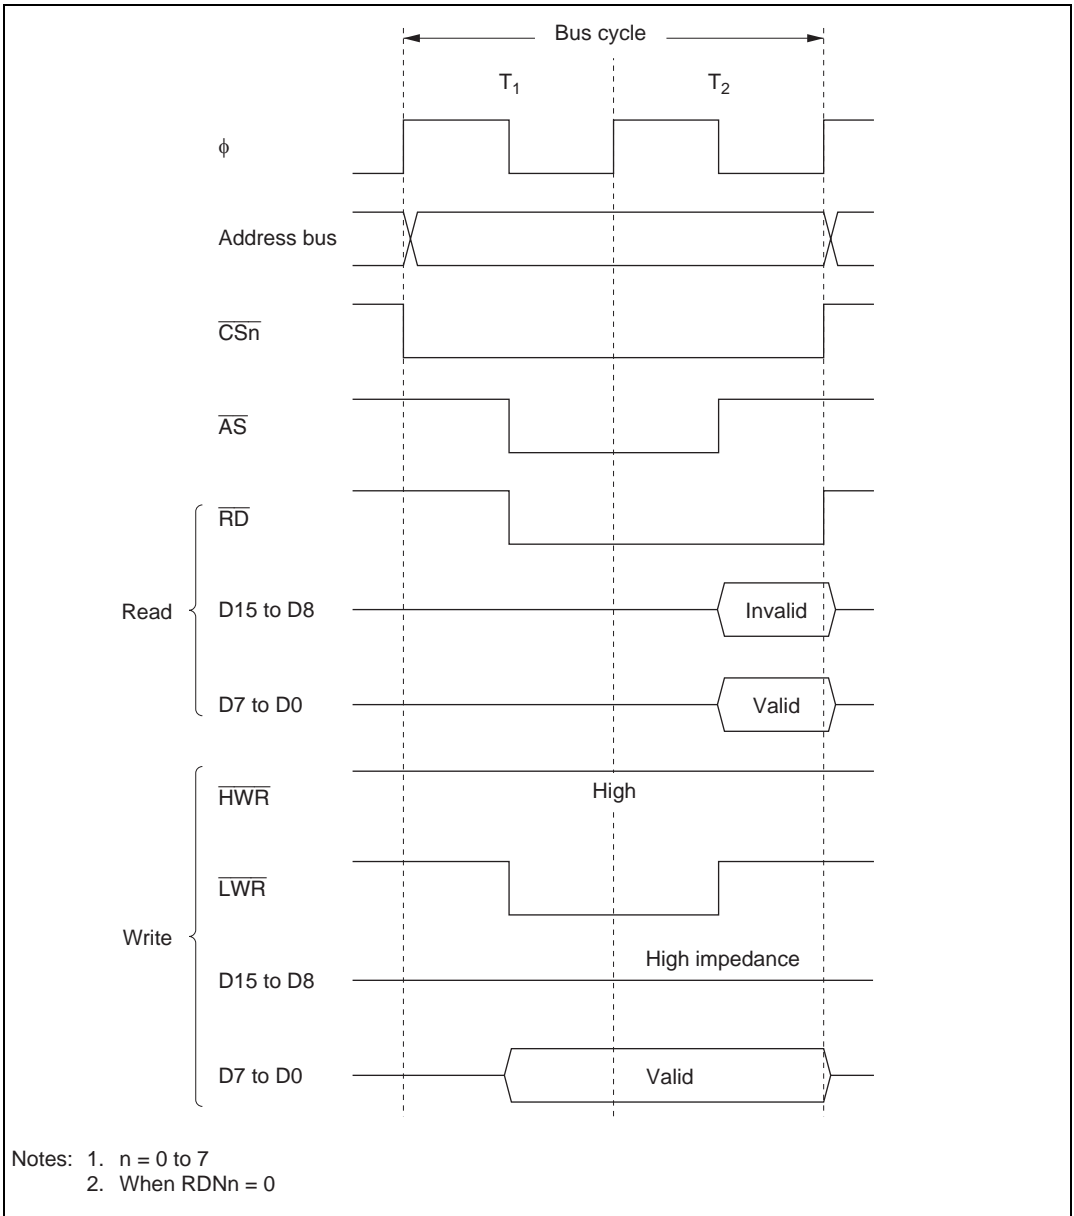 Bus cycle
T1 T2
ϕ
Address bus
CSn
AS
Read
RD
D15 to D8 Invalid
D7 to D0 Valid
Write
HWR High
LWR
D15 to D8 High impedance
D7 to D0 Valid
Notes: 1. n = 0 to 7
2. When RDNn = 0